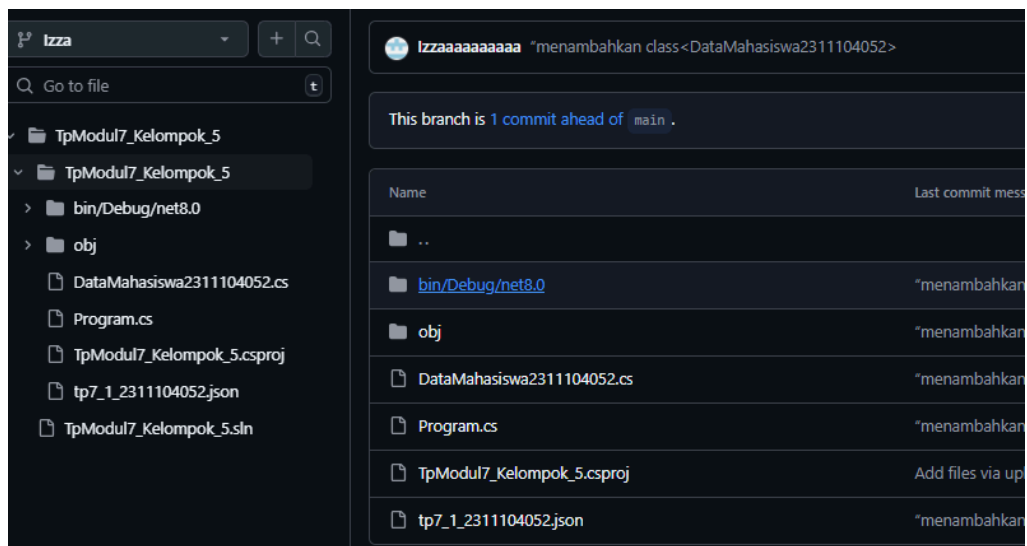 Izza
Go to file
t
TpModul7_Kelompok_5
TpModul7_Kelompok_5
bin/Debug/net8.0
obj
DataMahasiswa2311104052.cs
Program.cs
TpModul7_Kelompok_5.csproj
tp7_1_2311104052.json
TpModul7_Kelompok_5.sln
Izzaaaaaaaaaa “menambahkan class<DataMahasiswa2311104052>
This branch is 1 commit ahead of main .
Name Last commit mess
..
bin/Debug/net8.0 “menambahkan
obj “menambahkan
DataMahasiswa2311104052.cs “menambahkan
Program.cs “menambahkan
TpModul7_Kelompok_5.csproj Add files via upl
tp7_1_2311104052.json “menambahkan